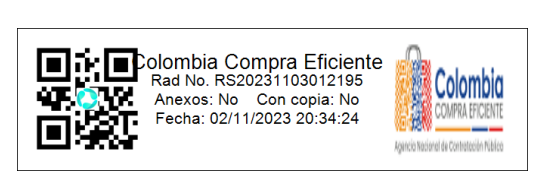 Colombia Compra Eficiente
Rad No. RS20231103012195
Anexos: No Con copia: No
Fecha: 02/11/2023 20:34:24
Colombia
COMPRA EFICIENTE
Agencia Nacional de Contratación Pública